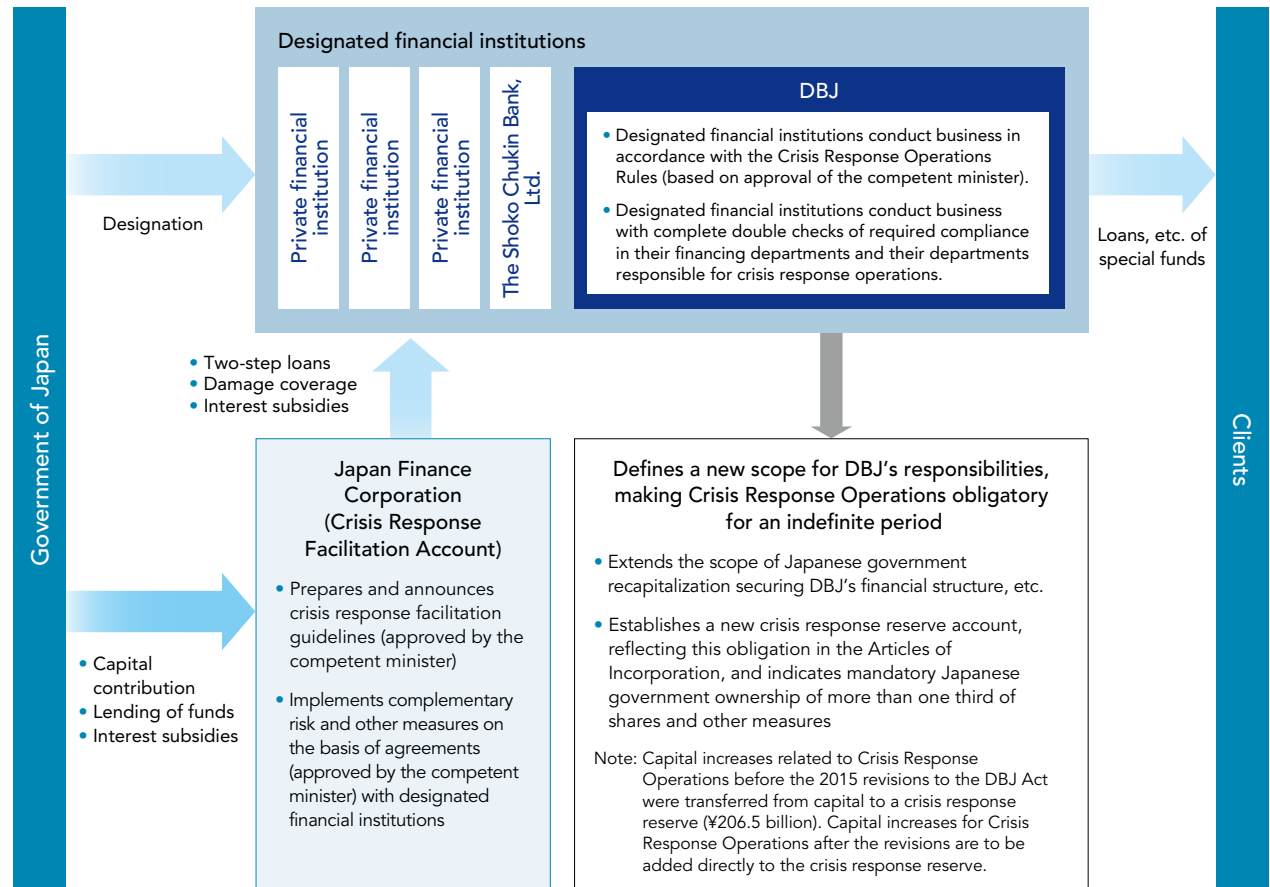 Government of Japan
Designation
Designated financial institutions
Private financial
institution
Private financial
institution
Private financial
institution
The Shoko Chukin Bank,
Ltd.
DBJ
• Designated financial institutions conduct business in
accordance with the Crisis Response Operations
Rules (based on approval of the competent minister).
• Designated financial institutions conduct business
with complete double checks of required compliance
in their financing departments and their departments
responsible for crisis response operations.
Loans, etc. of
special funds
Clients
• Two-step loans
• Damage coverage
• Interest subsidies
• Capital
contribution
• Lending of funds
• Interest subsidies
Japan Finance
Corporation
(Crisis Response
Facilitation Account)
• Prepares and announces
crisis response facilitation
guidelines (approved by the
competent minister)
• Implements complementary
risk and other measures on
the basis of agreements
(approved by the competent
minister) with designated
financial institutions
Defines a new scope for DBJ's responsibilities,
making Crisis Response Operations obligatory
for an indefinite period
• Extends the scope of Japanese government
recapitalization securing DBJ's financial structure, etc.
• Establishes a new crisis response reserve account,
reflecting this obligation in the Articles of
Incorporation, and indicates mandatory Japanese
government ownership of more than one third of
shares and other measures
Note: Capital increases related to Crisis Response
Operations before the 2015 revisions to the DBJ Act
were transferred from capital to a crisis response
reserve (¥206.5 billion). Capital increases for Crisis
Response Operations after the revisions are to be
added directly to the crisis response reserve.